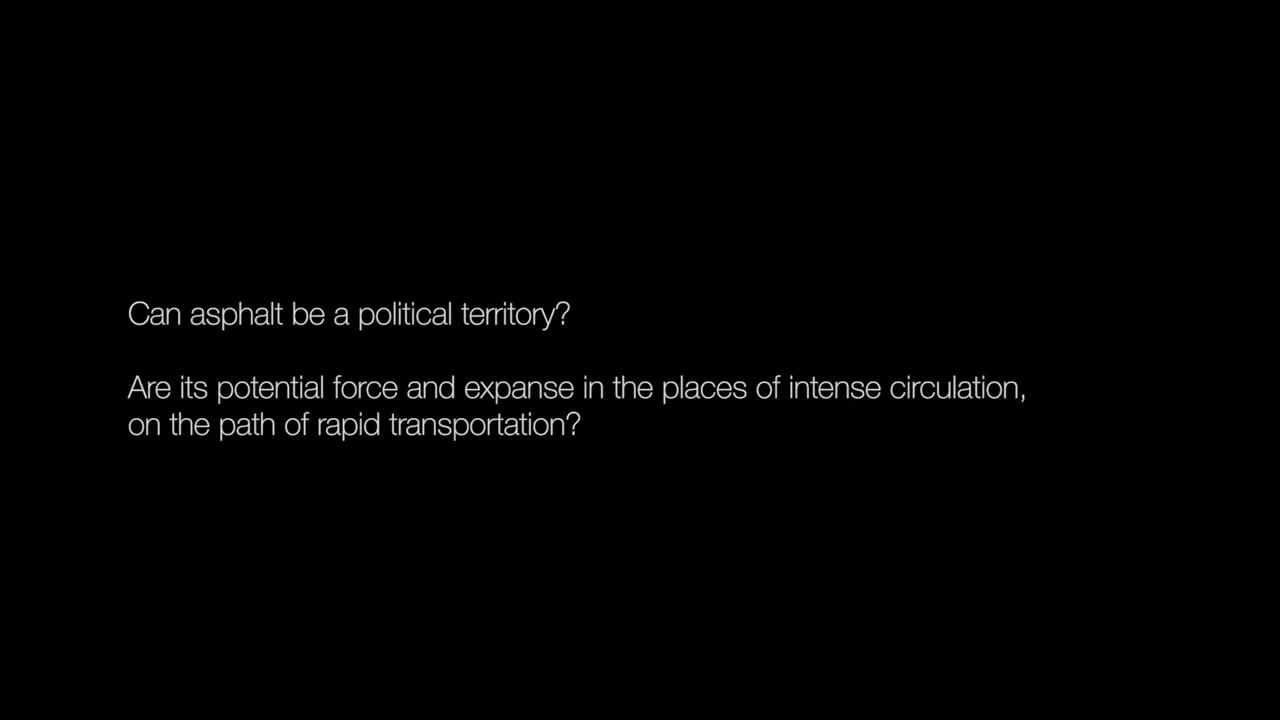 Can asphalt be a political territory?
Are its potential force and expanse in the places of intense circulation,
on the path of rapid transportation?